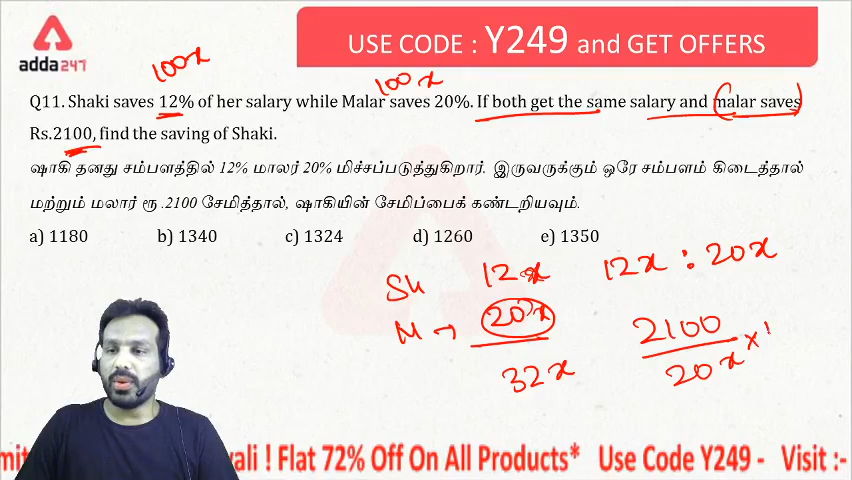 USE CODE : Y249 and GET OFFERS
adda247
100x
100x
Q11. Shaki saves 12% of her salary while Malar saves 20%. If both get the same salary and malar saves
Rs.2100, find the saving of Shaki.
ஷாகி தனது சம்பளத்தில் 12% மாலர் 20% மிச்சப்படுத்துகிறார். இருவருக்கும் ஒரே சம்பளம் கிடைத்தால்
மற்றும் மலார் ரூ .2100 சேமித்தால், ஷாகியின் சேமிப்பைக் கண்டறியவும்.
a) 1180 b) 1340 c) 1324 d) 1260 e) 1350
Sh 12x 12x : 20x
M → 20x 2100
32x 20x × 1
Flat 72% Off On All Products* Use Code Y249 - Visit :-